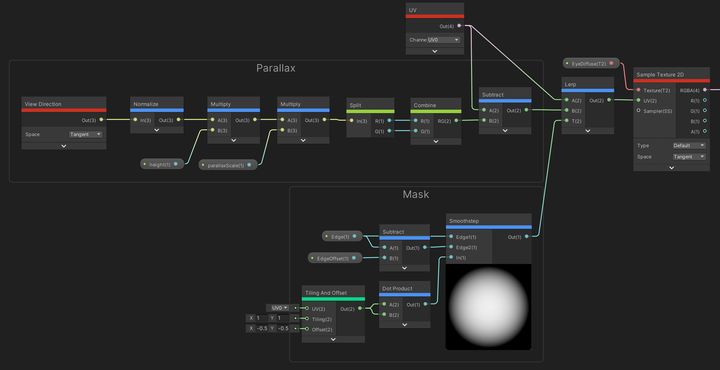 UV
Out(4)
Channe UV0
Parallax
View Direction
Out(3)
Space Tangent
Normalize
In(3) Out(3)
Multiply
A(3) Out(3)
B(3)
Multiply
A(3) Out(3)
B(3)
height(1)
parallaxScale(1)
Split
In(3) R(1)
G(1)
Combine
R(1) RG(2)
G(1)
Subtract
A(2) Out(2)
B(2)
EyeDiffuse(T2)
Lerp
A(2) Out(2)
B(2)
T(2)
Sample Texture 2D
Texture(T2) RGBA(4)
UV(2) R(1)
Sampler(SS) G(1)
B(1)
A(1)
Type Default
Space Tangent
Mask
Edge(1)
EdgeOffset(1)
Subtract
A(1) Out(1)
B(1)
Smoothstep
Edge1(1) Out(1)
Edge2(1)
In(1)
Tiling And Offset
UV0 UV(2) Out(2)
X 1 Y 1 Tiling(2)
X -0.5 Y -0.5 Offset(2)
Dot Product
A(2) Out(1)
B(2)